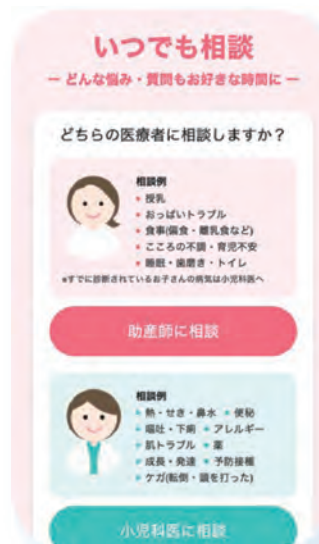 いつでも相談
ー どんな悩み・質問もお好きな時間に ー
どちらの医療者に相談しますか？
相談例
• 授乳
• おっぱいトラブル
• 食事(偏食・離乳食など)
• こころの不調・育児不安
• 睡眠・歯磨き・トイレ
*すでに診断されているお子さんの病気は小児科医へ
助産師に相談
相談例
• 熱・せき・鼻水 • 便秘
• 嘔吐・下痢 • アレルギー
• 肌トラブル • 薬
• 成長・発達 • 予防接種
• ケガ(転倒・頭を打った)
小児科医に相談